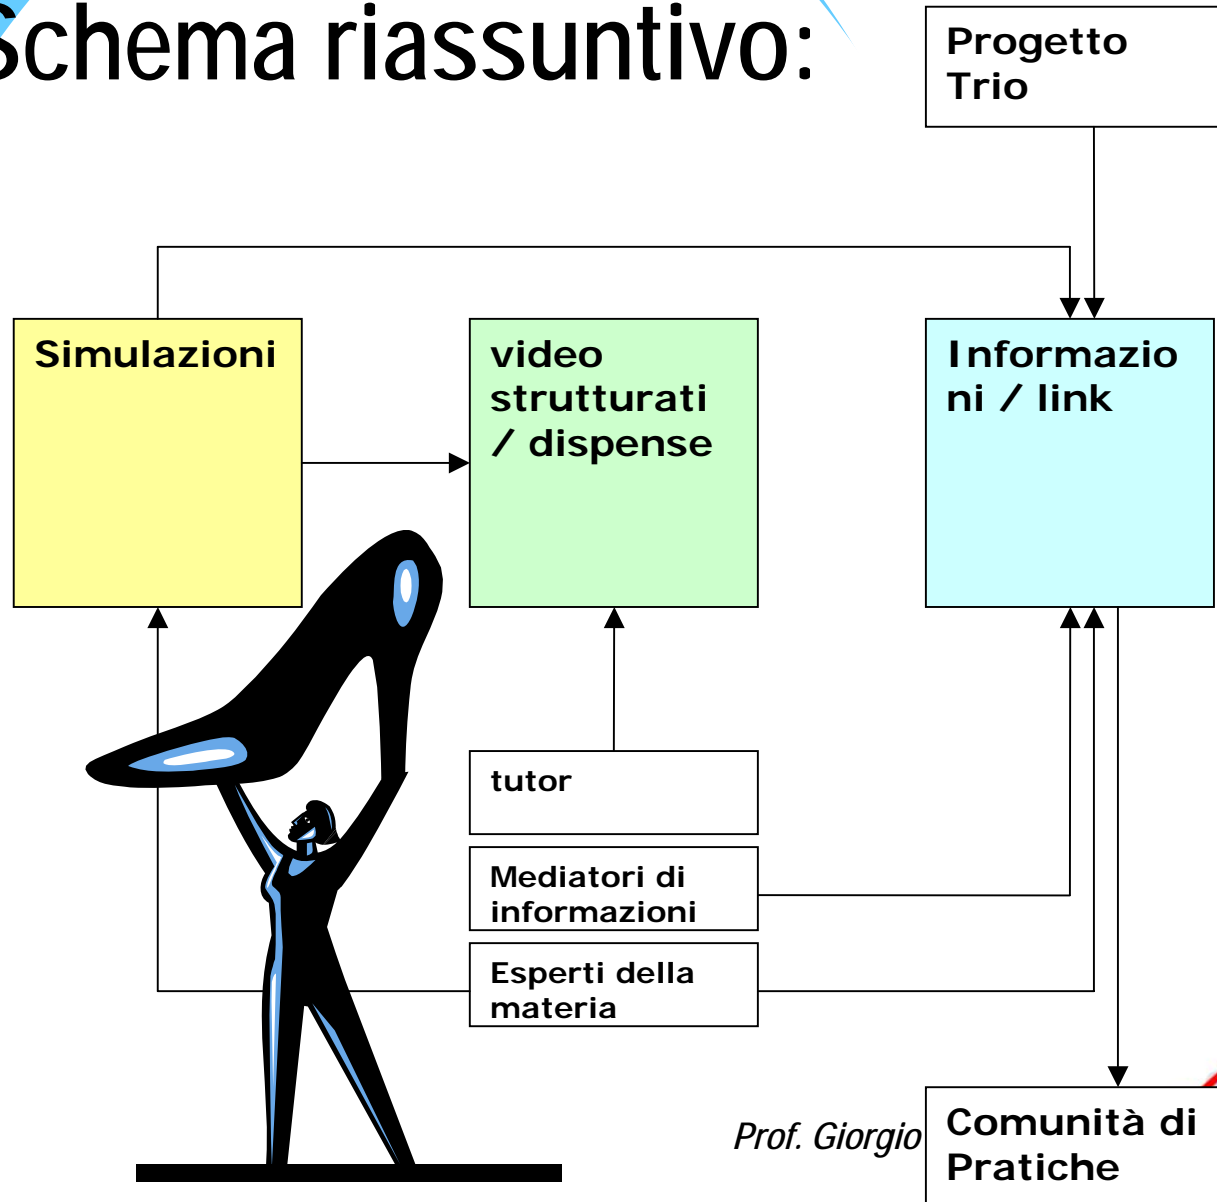 Schema riassuntivo:
Progetto
Trio
Simulazioni
video
strutturati
/ dispense
Informazio
ni / link
tutor
Mediatori di
informazioni
Esperti della
materia
Prof. Giorgio
Comunità di
Pratiche